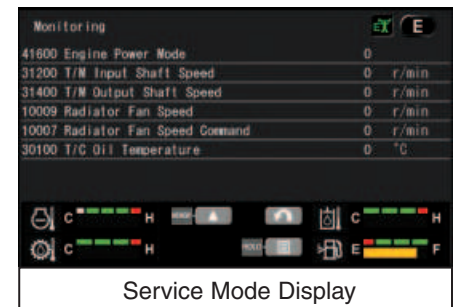 Monitoring E
41600 Engine Power Mode 0
31200 T/M Input Shaft Speed 0 r/min
31400 T/M Output Shaft Speed 0 r/min
10009 Radiator Fan Speed 0 r/min
10007 Radiator Fan Speed Command 0 r/min
30100 T/C Oil Temperature 0 °C
C H C H
C H E F
Service Mode Display